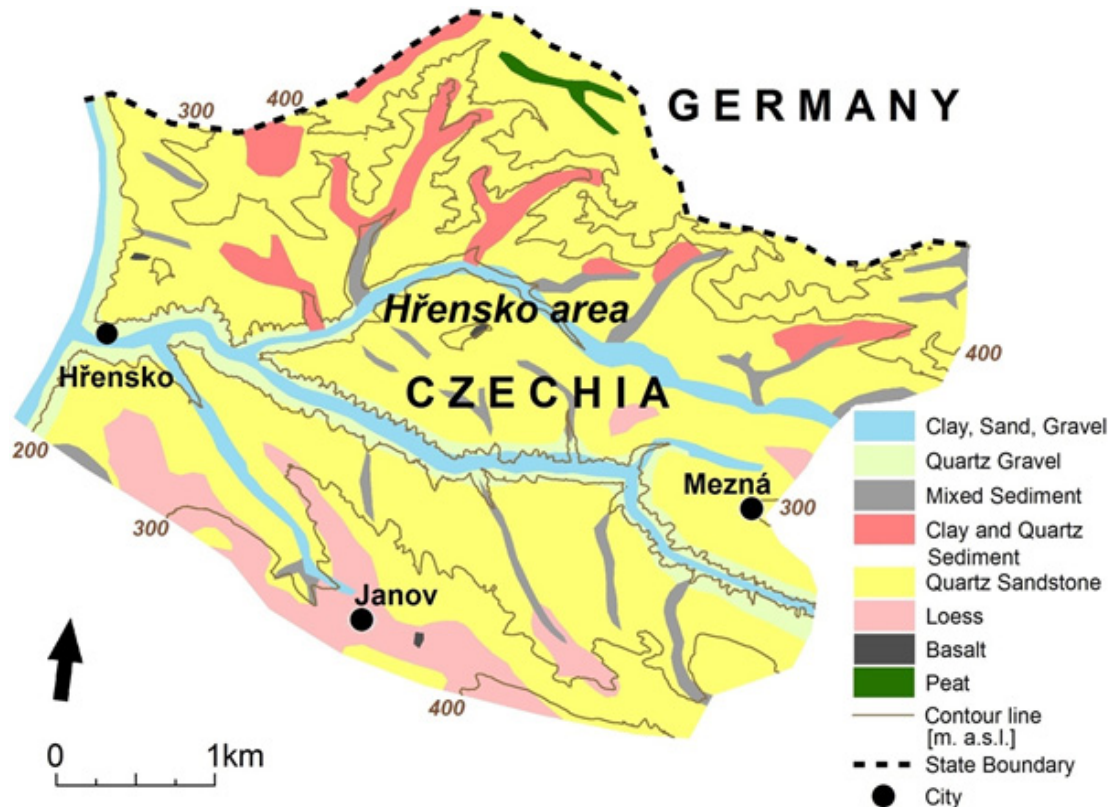 300
400
GERMANY
Hřensko area
Hřensko
CZECHIA
400
200
Mezná
300
300
Janov
400
0 1km
Clay, Sand, Gravel
Quartz Gravel
Mixed Sediment
Clay and Quartz
Sediment
Quartz Sandstone
Loess
Basalt
Peat
Contour line
[m. a.s.l.]
State Boundary
City